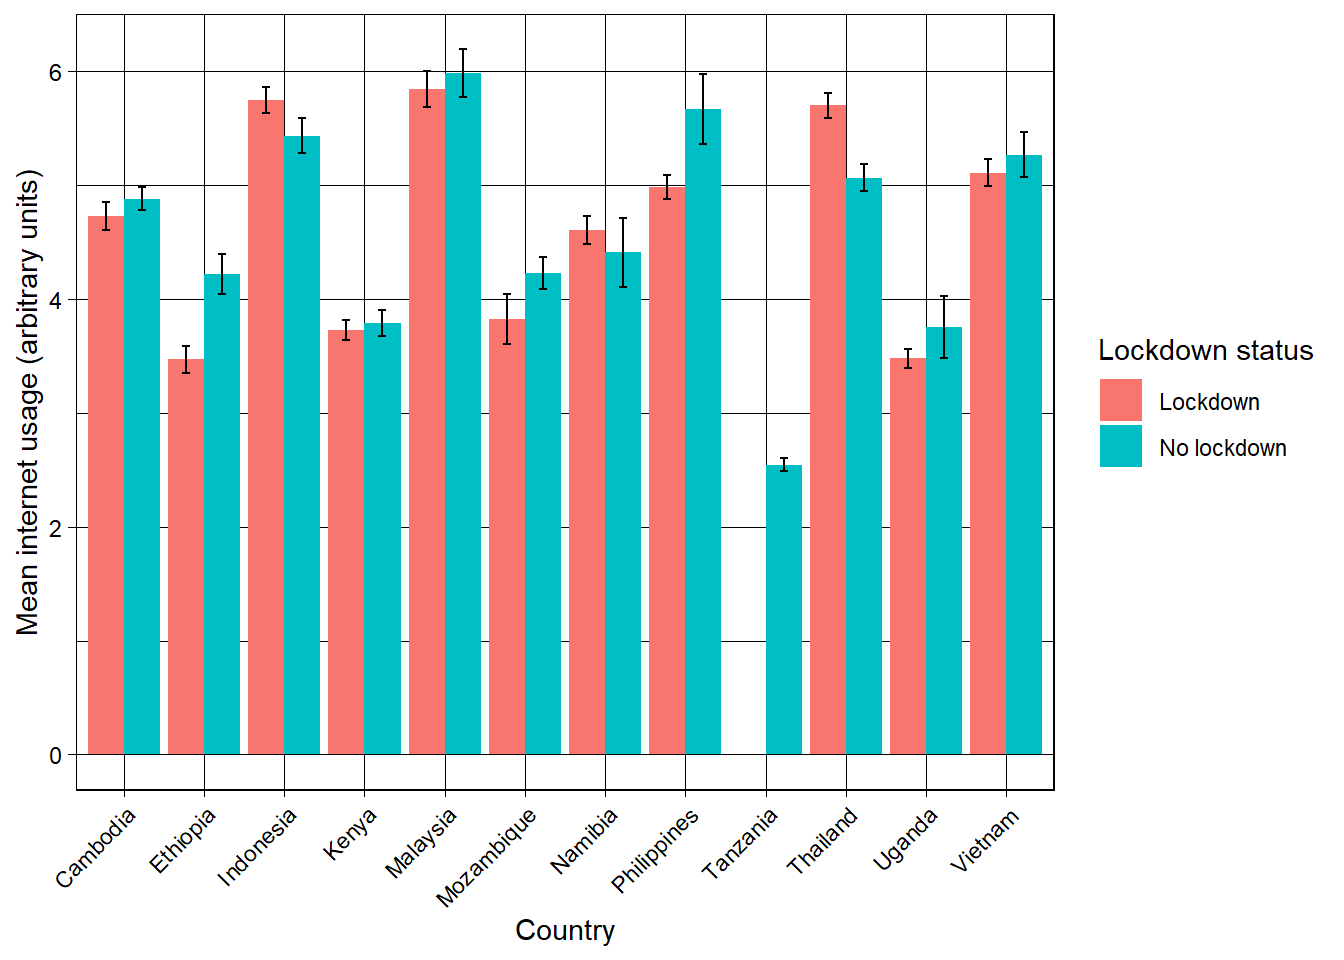 Mean internet usage (arbitrary units)
6
4
2
0
Cambodia
Ethiopia
Indonesia
Kenya
Malaysia
Mozambique
Namibia
Philippines
Tanzania
Thailand
Uganda
Vietnam
Country
Lockdown status
Lockdown
No lockdown